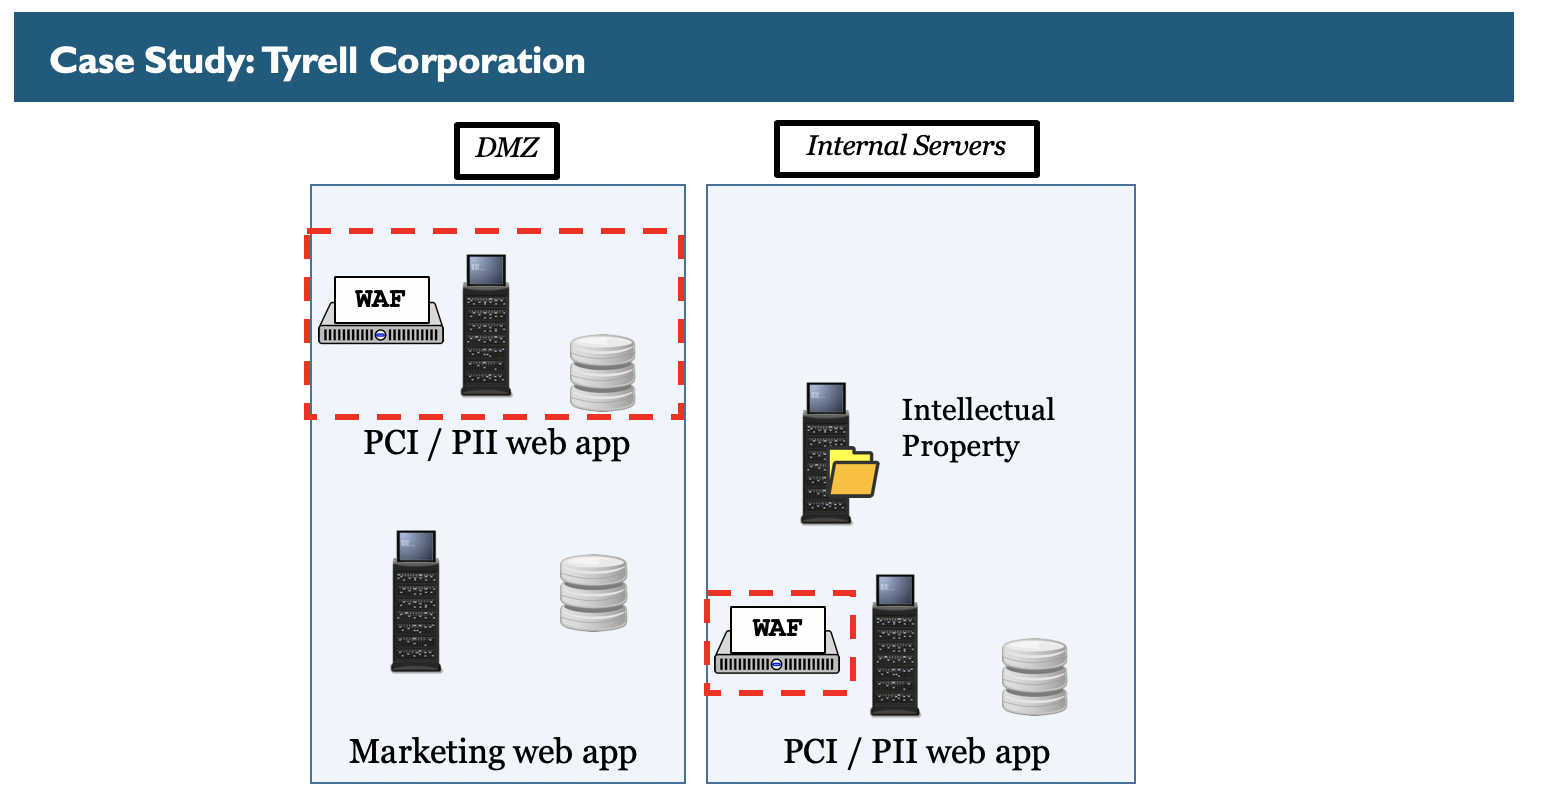 Case Study: Tyrell Corporation
DMZ
Internal Servers
WAF
PCI / PII web app
Intellectual
Property
WAF
Marketing web app
PCI / PII web app